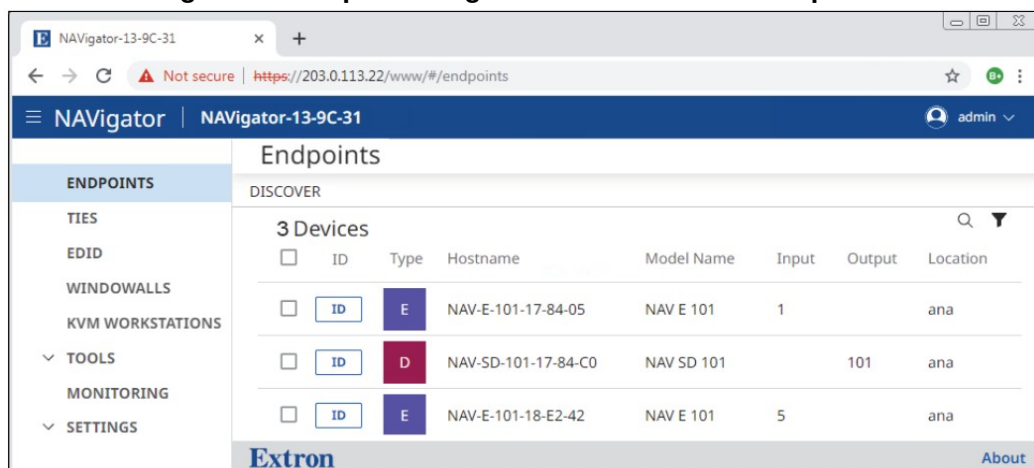 NAVigator-13-9C-31
Not secure https://203.0.113.22/www/#/endpoints
NAVigator NAVigator-13-9C-31 admin
Endpoints
ENDPOINTS
DISCOVER
TIES
3 Devices
EDID
ID Type Hostname Model Name Input Output Location
WINDOWALLS
ID E NAV-E-101-17-84-05 NAV E 101 1 ana
KVM WORKSTATIONS
TOOLS
ID D NAV-SD-101-17-84-C0 NAV SD 101 101 ana
MONITORING
ID E NAV-E-101-18-E2-42 NAV E 101 5 ana
SETTINGS
Extron About